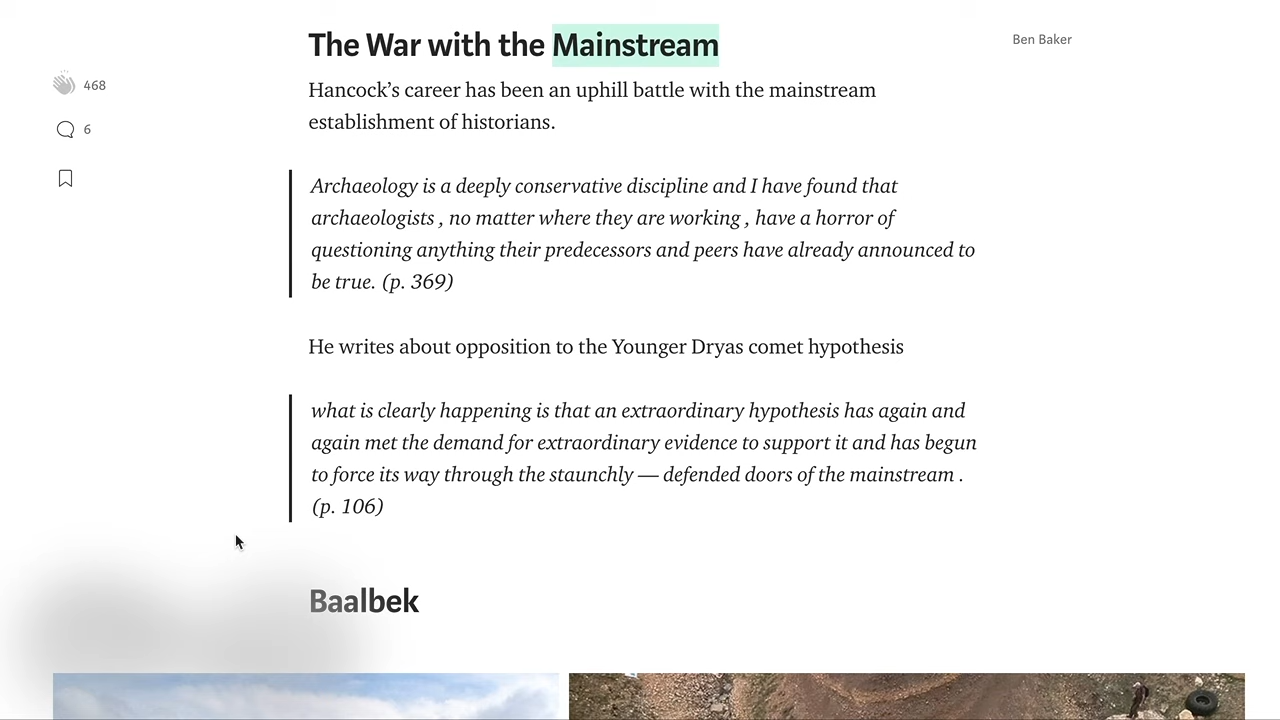 The War with the Mainstream
Ben Baker
468
Hancock’s career has been an uphill battle with the mainstream
establishment of historians.
6
Archaeology is a deeply conservative discipline and I have found that
archaeologists , no matter where they are working , have a horror of
questioning anything their predecessors and peers have already announced to
be true. (p. 369)
He writes about opposition to the Younger Dryas comet hypothesis
what is clearly happening is that an extraordinary hypothesis has again and
again met the demand for extraordinary evidence to support it and has begun
to force its way through the staunchly — defended doors of the mainstream .
(p. 106)
Baalbek